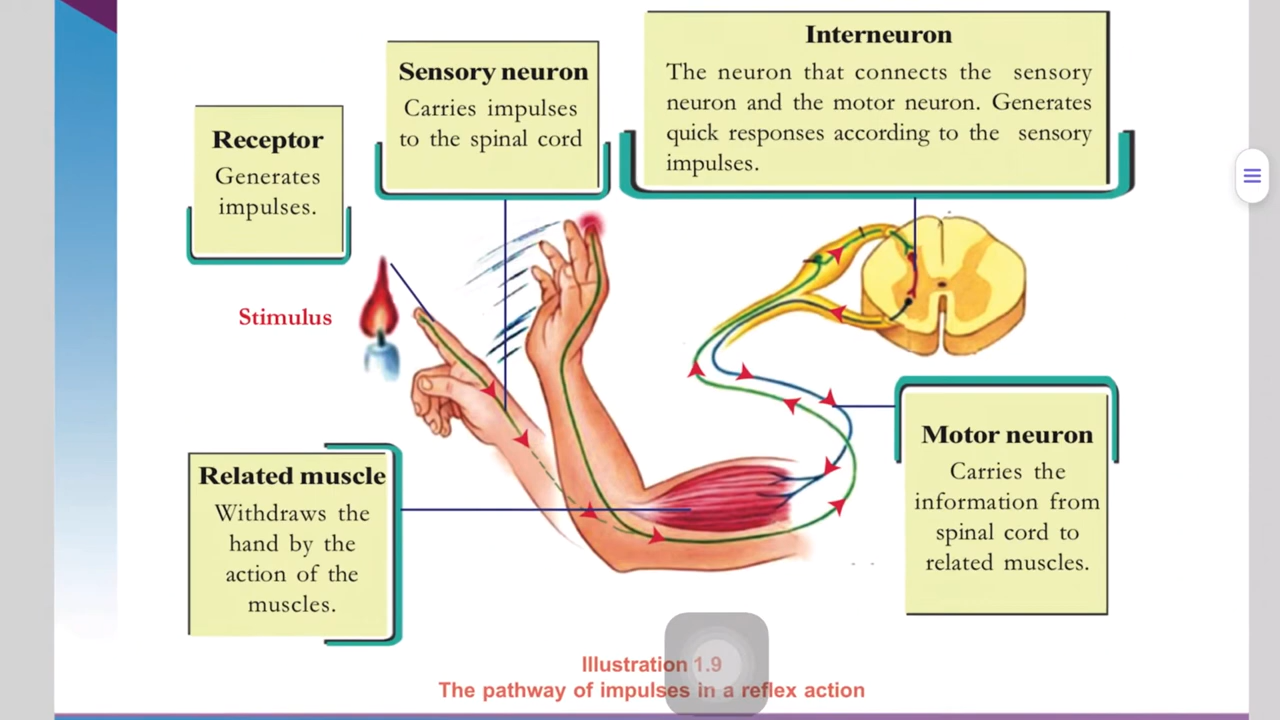 Interneuron
The neuron that connects the sensory
neuron and the motor neuron. Generates
quick responses according to the sensory
impulses.
Sensory neuron
Carries impulses
to the spinal cord
Receptor
Generates
impulses.
Stimulus
Motor neuron
Carries the
information from
spinal cord to
related muscles.
Related muscle
Withdraws the
hand by the
action of the
muscles.
Illustration 1.9
The pathway of impulses in a reflex action